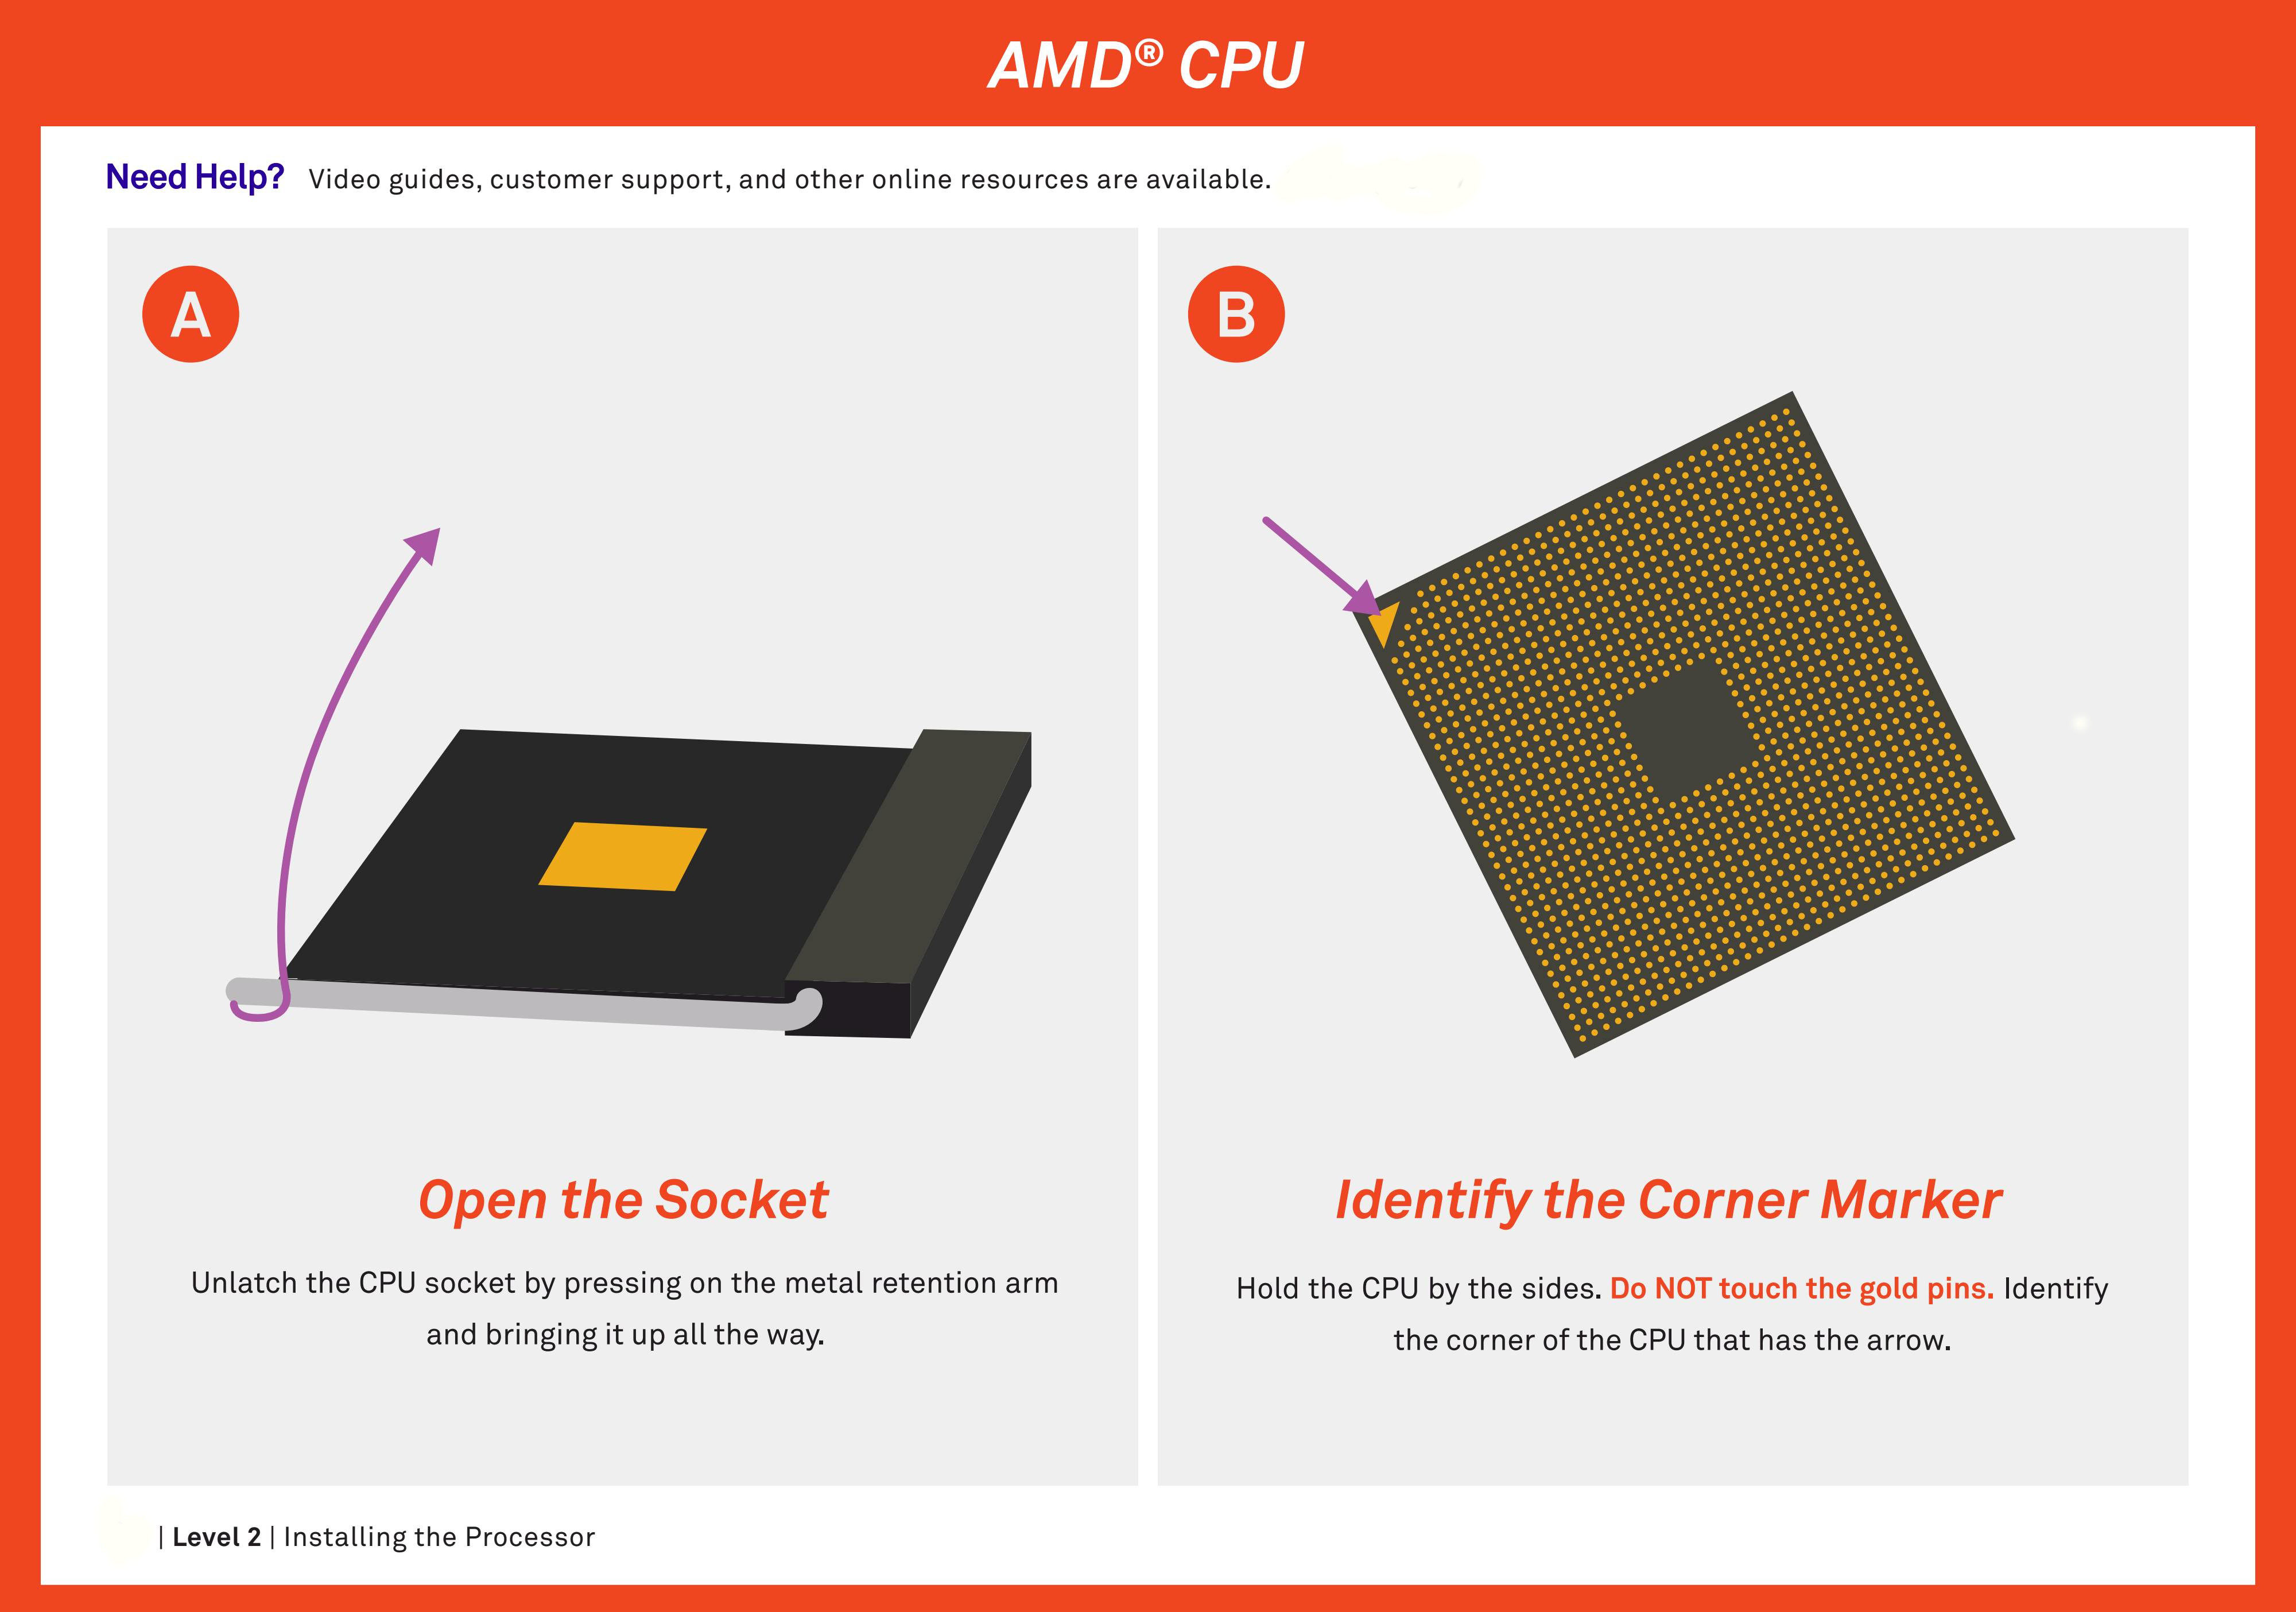 AMD® CPU
Need Help? Video guides, customer support, and other online resources are available.
A
B
Open the Socket
Unlatch the CPU socket by pressing on the metal retention arm
and bringing it up all the way.
Identify the Corner Marker
Hold the CPU by the sides. Do NOT touch the gold pins. Identify
the corner of the CPU that has the arrow.
| Level 2 | Installing the Processor